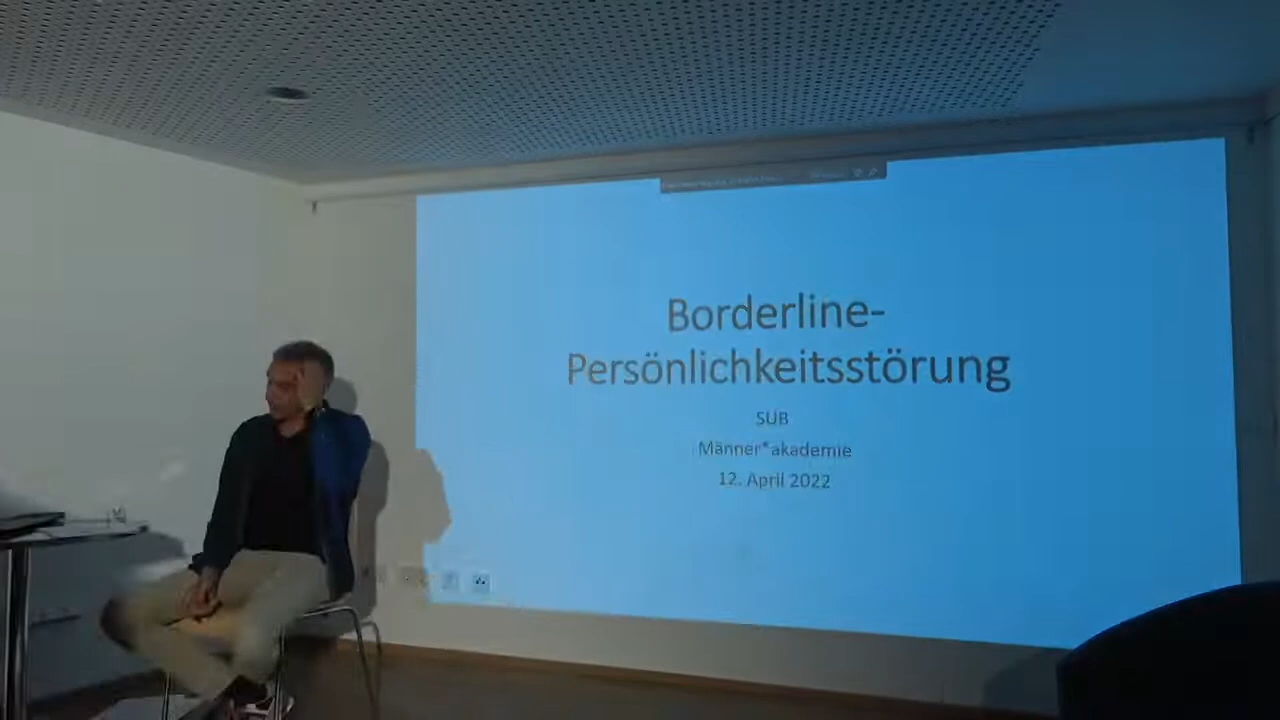 Borderline-
Persönlichkeitsstörung
SUB
Männer*akademie
12. April 2022